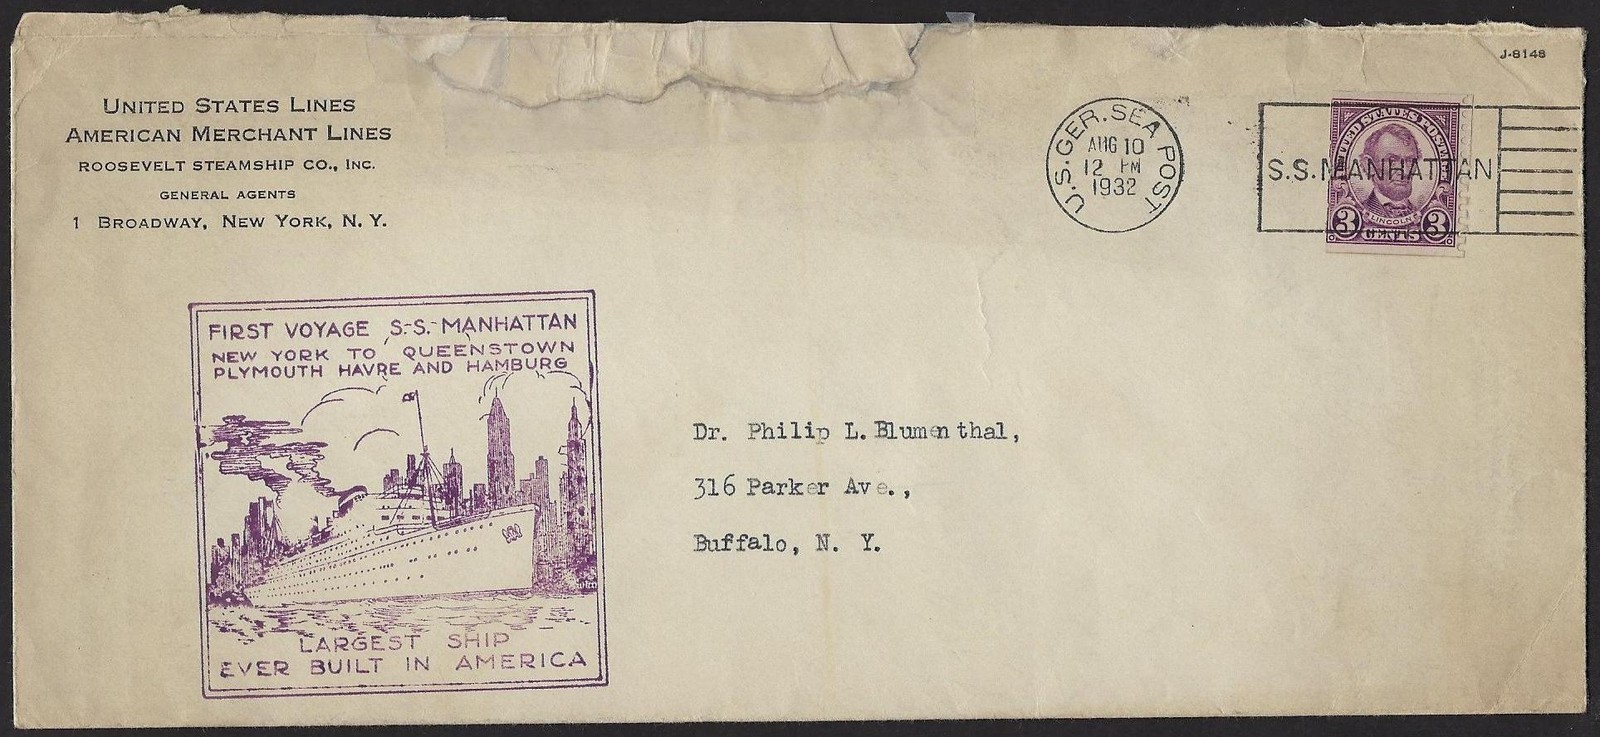 J-8148
UNITED STATES LINES
AMERICAN MERCHANT LINES
ROOSEVELT STEAMSHIP CO., INC.
GENERAL AGENTS
1 BROADWAY, NEW YORK, N. Y.
U.S. GER. SEA POST
AUG 10
12 PM
1932
S.S. MANHATTAN
UNITED STATES POSTAGE
LINCOLN
3 CENTS 3
FIRST VOYAGE S.S. MANHATTAN
NEW YORK TO QUEENSTOWN
PLYMOUTH HAVRE AND HAMBURG
LARGEST SHIP
EVER BUILT IN AMERICA
Dr. Philip L. Blumenthal,
316 Parker Ave.,
Buffalo, N. Y.